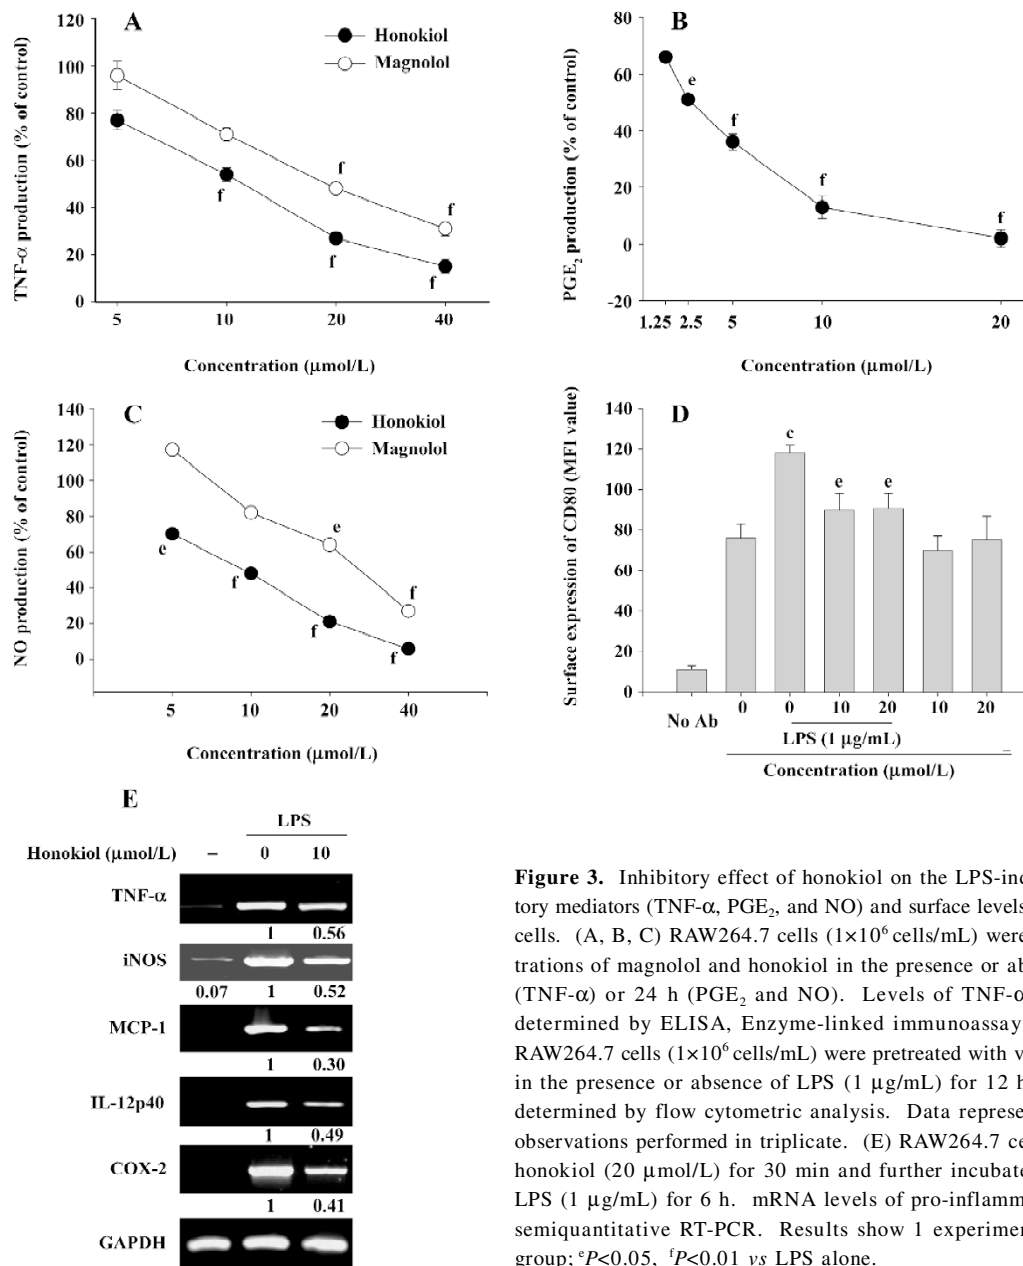 A
Honokiol
Magnolol
TNF-α production (% of control)
120
100
80
60
40
20
0
f
f
f
f
f
5
10
20
40
Concentration (μmol/L)
B
PGE₂ production (% of control)
80
60
40
20
0
-20
e
f
f
f
1.25
2.5
5
10
20
Concentration (μmol/L)
C
Honokiol
Magnolol
NO production (% of control)
140
120
100
80
60
40
20
0
e
f
e
f
f
f
5
10
20
40
Concentration (μmol/L)
D
Surface expression of CD80 (MFI value)
140
120
100
80
60
40
20
0
c
e
e
No Ab
0
0
10
20
10
20
LPS (1 μg/mL)
Concentration (μmol/L)
E
LPS
Honokiol (μmol/L) – 0 10
TNF-α
1 0.56
iNOS
0.07 1 0.52
MCP-1
1 0.30
IL-12p40
1 0.49
COX-2
1 0.41
GAPDH
Figure 3. Inhibitory effect of honokiol on the LPS-ind
tory mediators (TNF-α, PGE₂, and NO) and surface levels
cells. (A, B, C) RAW264.7 cells (1×10⁶ cells/mL) were
trations of magnolol and honokiol in the presence or ab
(TNF-α) or 24 h (PGE₂ and NO). Levels of TNF-α
determined by ELISA, Enzyme-linked immunoassay
RAW264.7 cells (1×10⁶ cells/mL) were pretreated with v
in the presence or absence of LPS (1 μg/mL) for 12 h
determined by flow cytometric analysis. Data represe
observations performed in triplicate. (E) RAW264.7 ce
honokiol (20 μmol/L) for 30 min and further incubate
LPS (1 μg/mL) for 6 h. mRNA levels of pro-inflamm
semiquantitative RT-PCR. Results show 1 experimen
group; ᵉP<0.05, ᶠP<0.01 vs LPS alone.